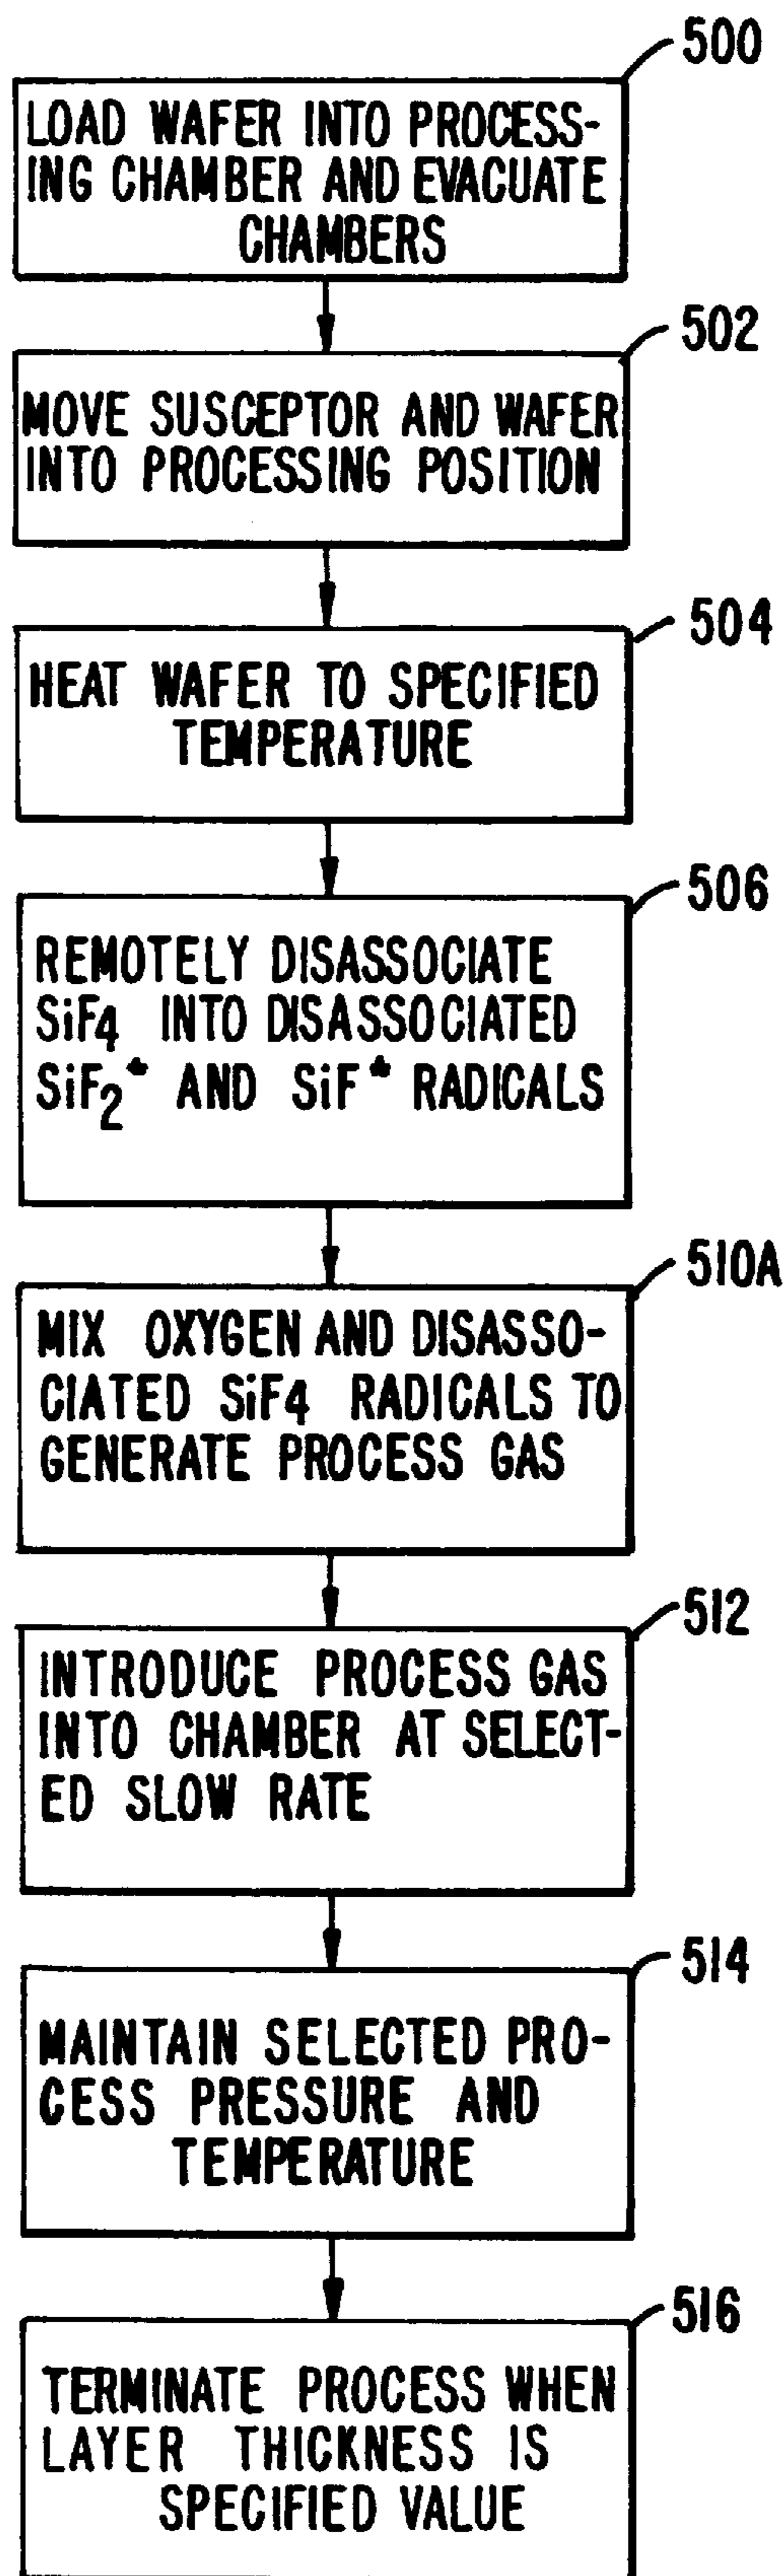 500
LOAD WAFER INTO PROCESS-
ING CHAMBER AND EVACUATE
CHAMBERS
502
MOVE SUSCEPTOR AND WAFER
INTO PROCESSING POSITION
504
HEAT WAFER TO SPECIFIED
TEMPERATURE
506
REMOTELY DISASSOCIATE
SiF4 INTO DISASSOCIATED
SiF2* AND SiF* RADICALS
510A
MIX OXYGEN AND DISASSO-
CIATED SiF4 RADICALS TO
GENERATE PROCESS GAS
512
INTRODUCE PROCESS GAS
INTO CHAMBER AT SELECT-
ED SLOW RATE
514
MAINTAIN SELECTED PRO-
CESS PRESSURE AND
TEMPERATURE
516
TERMINATE PROCESS WHEN
LAYER THICKNESS IS
SPECIFIED VALUE